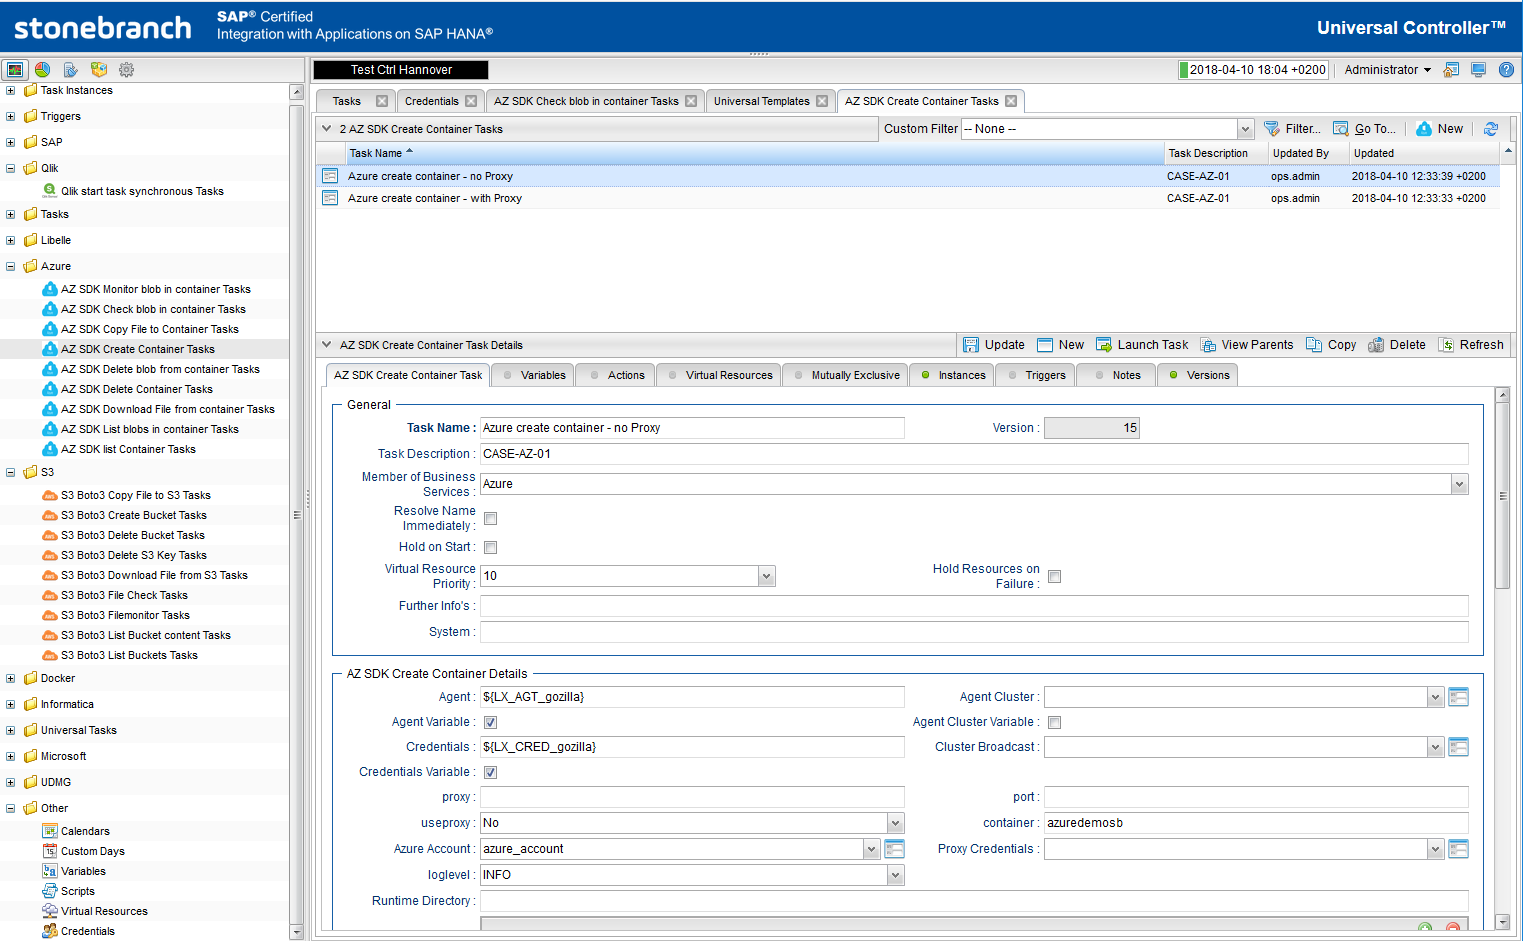 stonebranch
SAP® Certified
Integration with Applications on SAP HANA®
Universal Controller™
Test Ctrl Hannover
2018-04-10 18:04 +0200
Administrator
Task Instances
Triggers
SAP
Qlik
Qlik start task synchronous Tasks
Tasks
Libelle
Azure
AZ SDK Monitor blob in container Tasks
AZ SDK Check blob in container Tasks
AZ SDK Copy File to Container Tasks
AZ SDK Create Container Tasks
AZ SDK Delete blob from container Tasks
AZ SDK Delete Container Tasks
AZ SDK Download File from container Tasks
AZ SDK List blobs in container Tasks
AZ SDK list Container Tasks
S3
S3 Boto3 Copy File to S3 Tasks
S3 Boto3 Create Bucket Tasks
S3 Boto3 Delete Bucket Tasks
S3 Boto3 Delete S3 Key Tasks
S3 Boto3 Download File from S3 Tasks
S3 Boto3 File Check Tasks
S3 Boto3 Filemonitor Tasks
S3 Boto3 List Bucket content Tasks
S3 Boto3 List Buckets Tasks
Docker
Informatica
Universal Tasks
Microsoft
UDMG
Other
Calendars
Custom Days
Variables
Scripts
Virtual Resources
Credentials
Tasks Credentials AZ SDK Check blob in container Tasks Universal Templates AZ SDK Create Container Tasks
2 AZ SDK Create Container Tasks Custom Filter -- None -- Filter... Go To... New
Task Name Task Description Updated By Updated
Azure create container - no Proxy CASE-AZ-01 ops.admin 2018-04-10 12:33:39 +0200
Azure create container - with Proxy CASE-AZ-01 ops.admin 2018-04-10 12:33:33 +0200
AZ SDK Create Container Task Details Update New Launch Task View Parents Copy Delete Refresh
AZ SDK Create Container Task Variables Actions Virtual Resources Mutually Exclusive Instances Triggers Notes Versions
General
Task Name : Azure create container - no Proxy Version : 15
Task Description : CASE-AZ-01
Member of Business
Services : Azure
Resolve Name
Immediately :
Hold on Start :
Virtual Resource
Priority : 10
Hold Resources on
Failure :
Further Info's :
System :
AZ SDK Create Container Details
Agent : ${LX_AGT_gozilla} Agent Cluster :
Agent Variable : Agent Cluster Variable :
Credentials : ${LX_CRED_gozilla} Cluster Broadcast :
Credentials Variable :
proxy : port :
useproxy : No container : azuredemosb
Azure Account : azure_account Proxy Credentials :
loglevel : INFO
Runtime Directory :